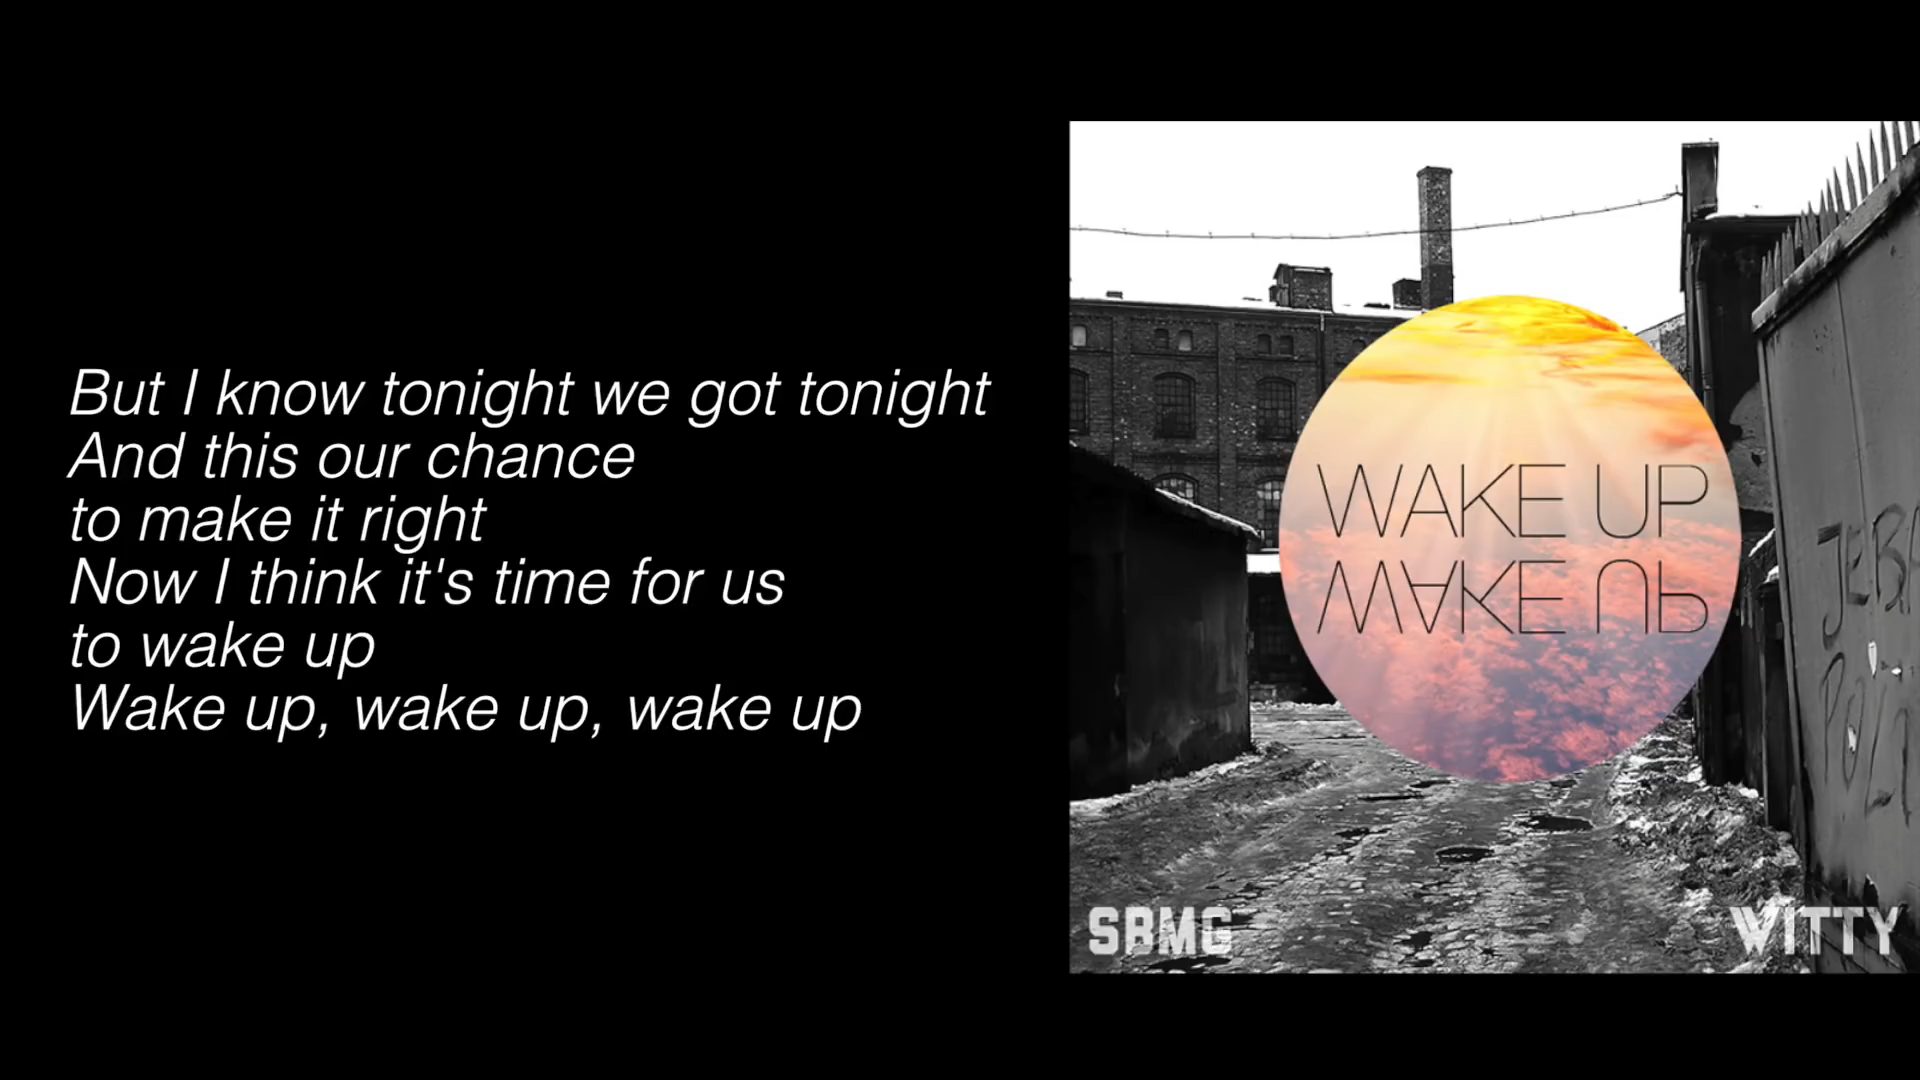 But I know tonight we got tonight
And this our chance
to make it right
Now I think it's time for us
to wake up
Wake up, wake up, wake up
WAKE UP
WAKE UP
SBMG
WITTY